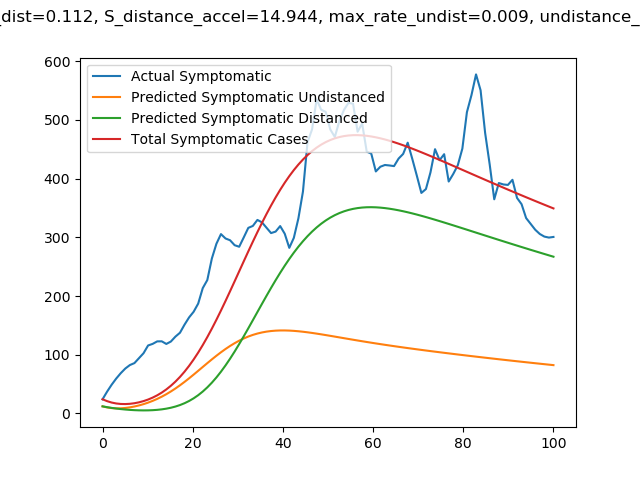 _dist=0.112, S_distance_accel=14.944, max_rate_undist=0.009, undistance_
600
500
400
300
200
100
0
Actual Symptomatic
Predicted Symptomatic Undistanced
Predicted Symptomatic Distanced
Total Symptomatic Cases
0 20 40 60 80 100